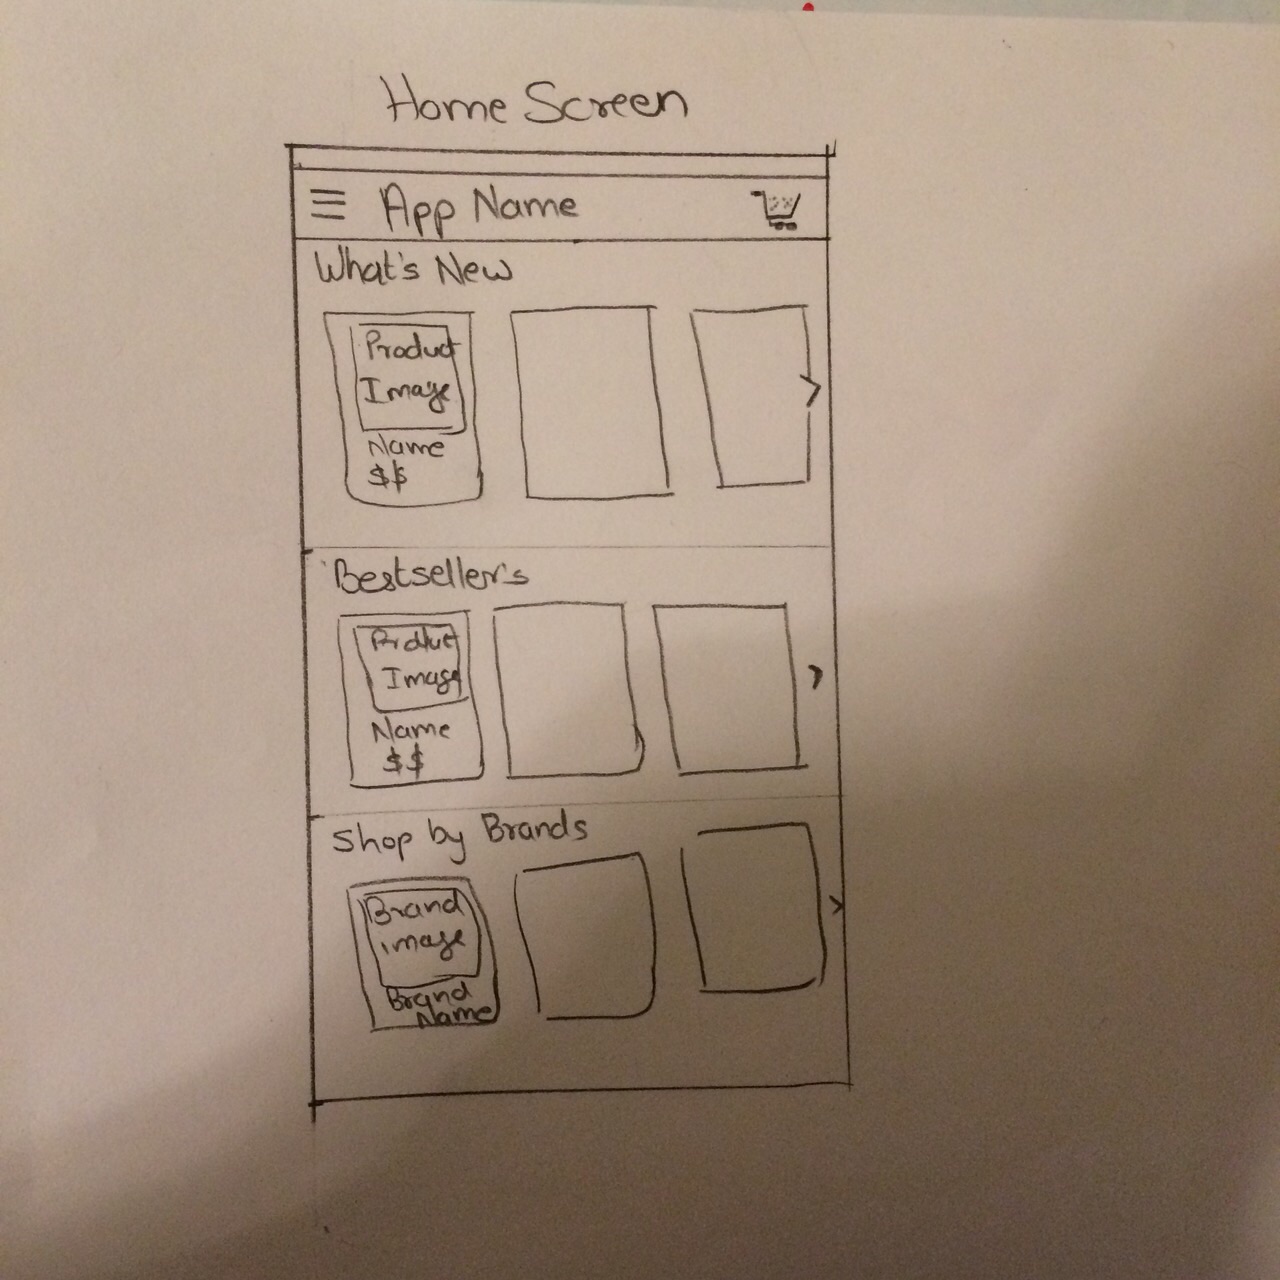 Home Screen
App Name
What's New
Product
Image
Name
$$
Bestseller's
Product
Image
Name
$$
Shop by Brands
Brand
image
Brand
Name